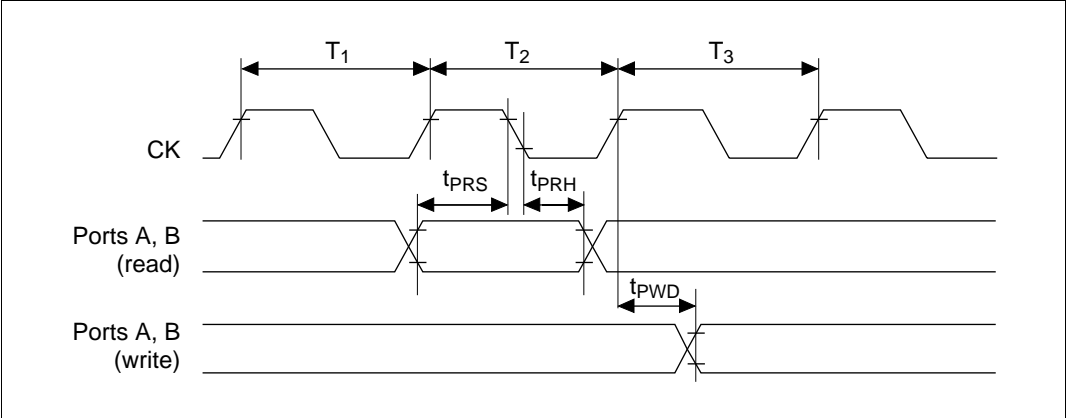 T1 T2 T3
CK
tPRS tPRH
Ports A, B
(read)
tPWD
Ports A, B
(write)